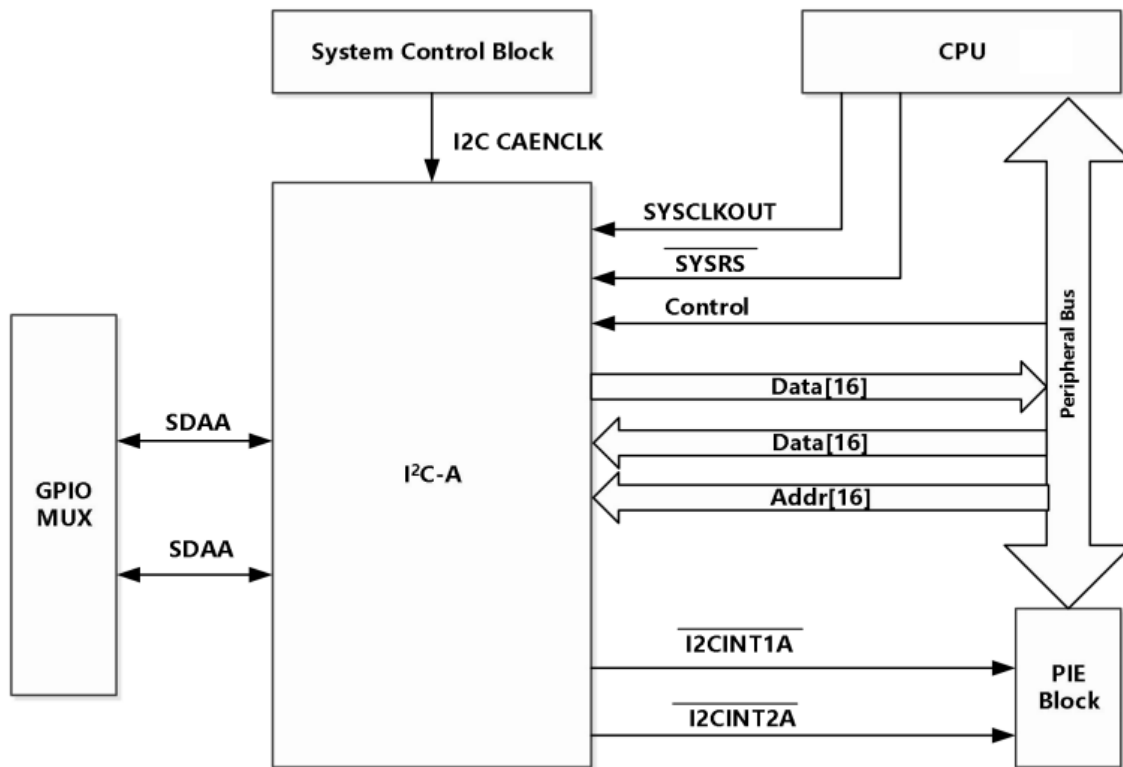 System Control Block
CPU
I2C CAENCLK
SYSCLKOUT
SYSRS
Control
Peripheral Bus
Data[16]
SDAA
Data[16]
I²C-A
GPIO
MUX
Addr[16]
SDAA
I2CINT1A
PIE
Block
I2CINT2A